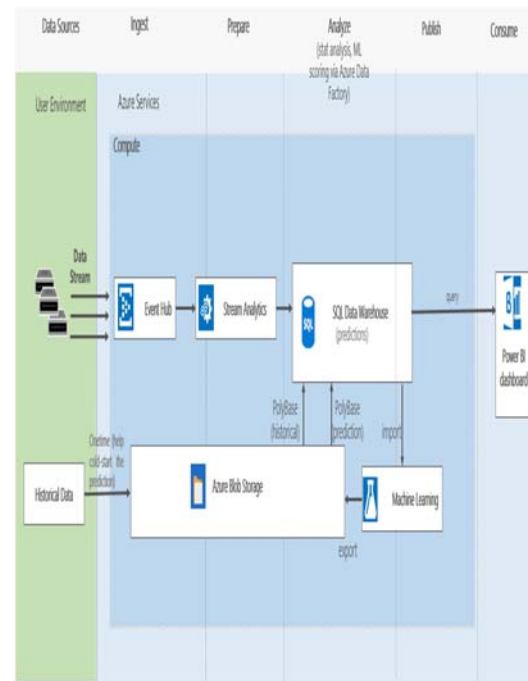 Data Sources
Ingest
Prepare
Analyze
(stat analysis, ML
scoring via Azure Data
Factory)
Publish
Consume
User Environment
Azure Services
Compute
Data
Stream
Event Hub
Stream Analytics
SQL
SQL Data Warehouse
(predictions)
query
Power BI
dashboard
PolyBase
(historical)
PolyBase
(prediction)
import
Onetime (help
cold-start the
prediction)
Historical Data
Azure Blob Storage
Machine Learning
export